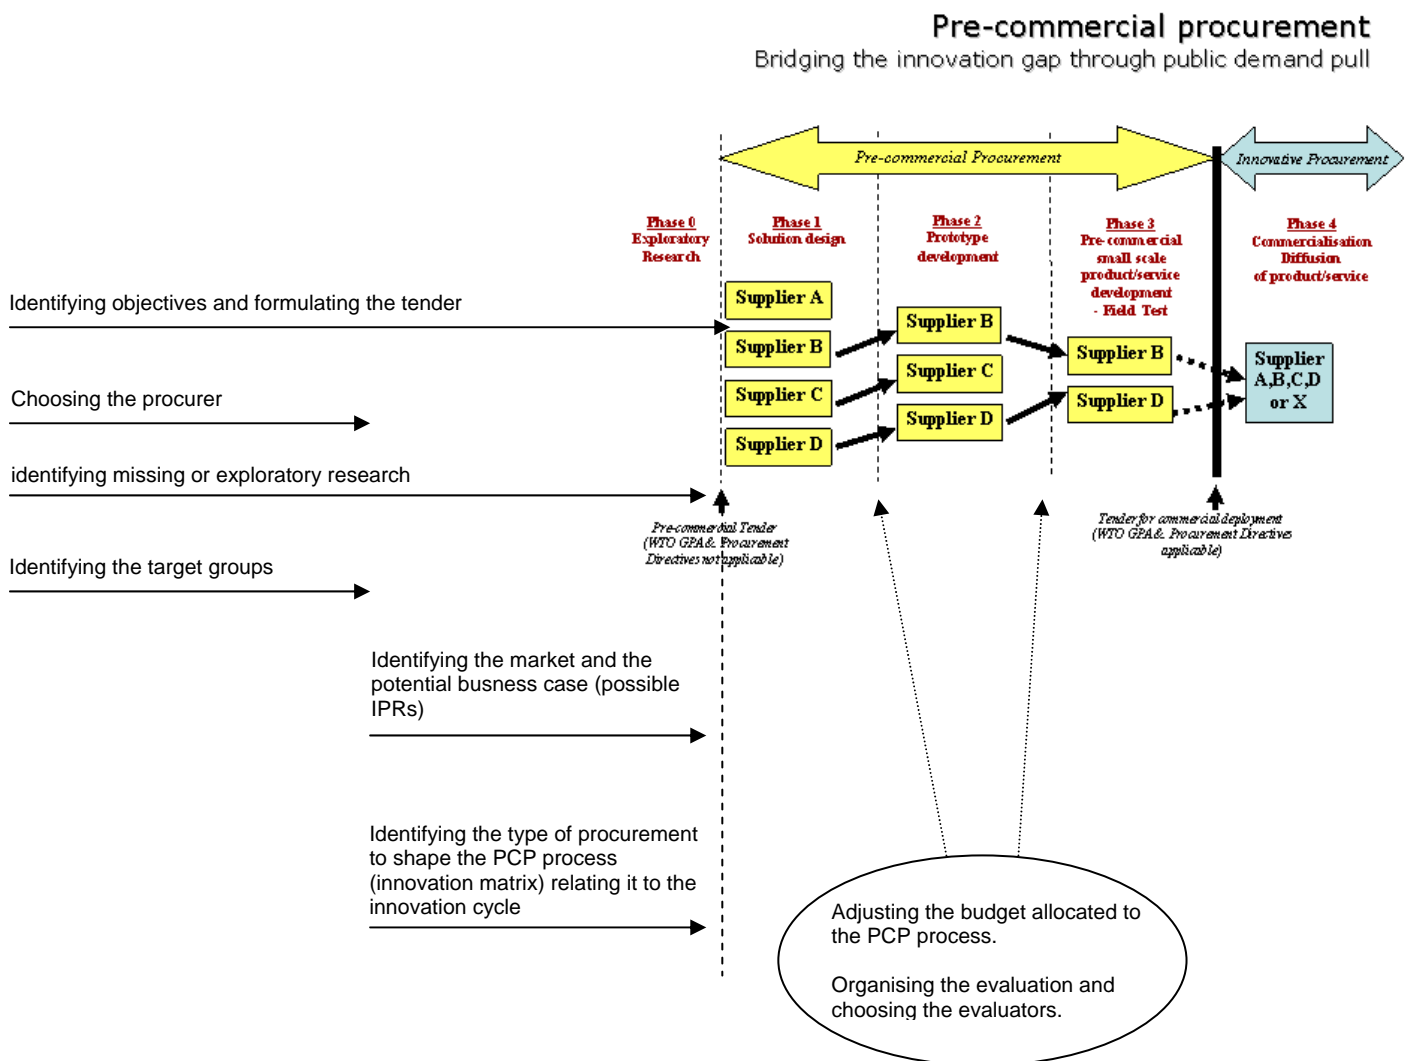 Pre-commercial procurement
Bridging the innovation gap through public demand pull
Pre-commercial Procurement
Innovative Procurement
Phase 0
Exploratory
Research
Phase 1
Solution design
Phase 2
Prototype
development
Phase 3
Pre-commercial
small scale
product/service
development
- Field Test
Phase 4
Commercialisation
Diffusion
of product/service
Identifying objectives and formulating the tender
Supplier A
Supplier B
Supplier C
Supplier D
Supplier B
Supplier C
Supplier D
Supplier B
Supplier D
Supplier
A,B,C,D
or X
Choosing the procurer
identifying missing or exploratory research
Pre-commercial Tender
(WTO GPA & Procurement
Directives not applicable)
Tender for commercial deployment
(WTO GPA & Procurement Directives
applicable)
Identifying the target groups
Identifying the market and the
potential busness case (possible
IPRs)
Identifying the type of procurement
to shape the PCP process
(innovation matrix) relating it to the
innovation cycle
Adjusting the budget allocated to
the PCP process.
Organising the evaluation and
choosing the evaluators.